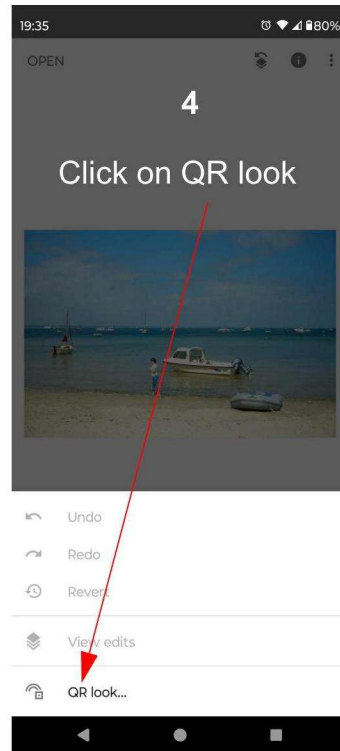 19:35
80%
OPEN
4
Click on QR look
Undo
Redo
Revert
View edits
QR look...